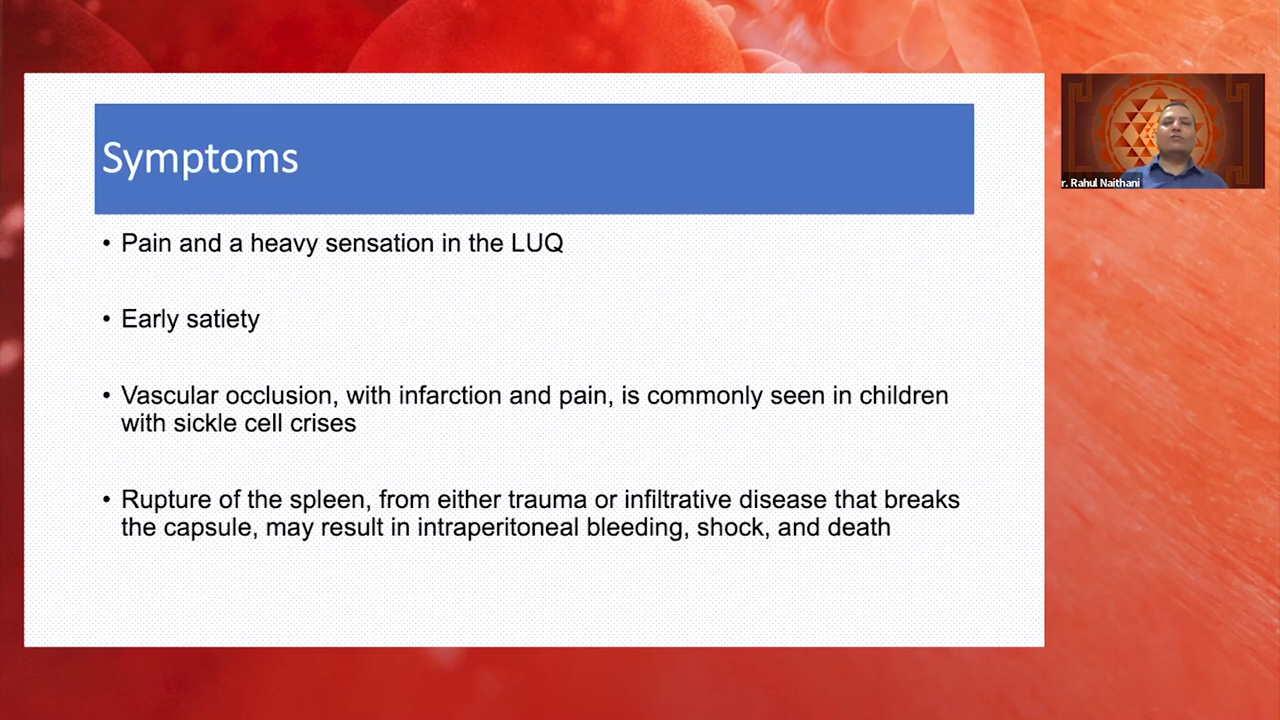 Symptoms
• Pain and a heavy sensation in the LUQ
• Early satiety
• Vascular occlusion, with infarction and pain, is commonly seen in children
with sickle cell crises
• Rupture of the spleen, from either trauma or infiltrative disease that breaks
the capsule, may result in intraperitoneal bleeding, shock, and death
r. Rahul Naithani